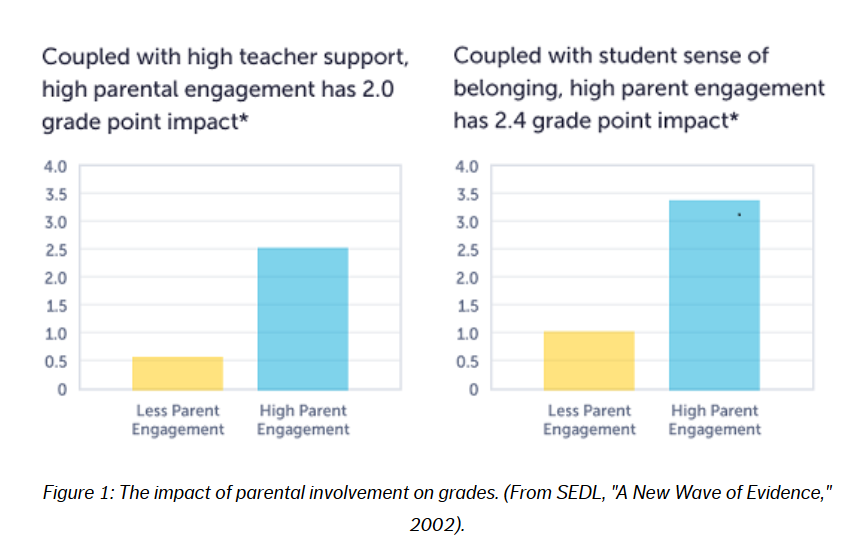 Coupled with high teacher support,
high parental engagement has 2.0
grade point impact*
4.0
3.5
3.0
2.5
2.0
1.5
1.0
0.5
0
Less Parent
Engagement
High Parent
Engagement
Coupled with student sense of
belonging, high parent engagement
has 2.4 grade point impact*
4.0
3.5
3.0
2.5
2.0
1.5
1.0
0.5
0
Less Parent
Engagement
High Parent
Engagement
Figure 1: The impact of parental involvement on grades. (From SEDL, "A New Wave of Evidence,"
2002).